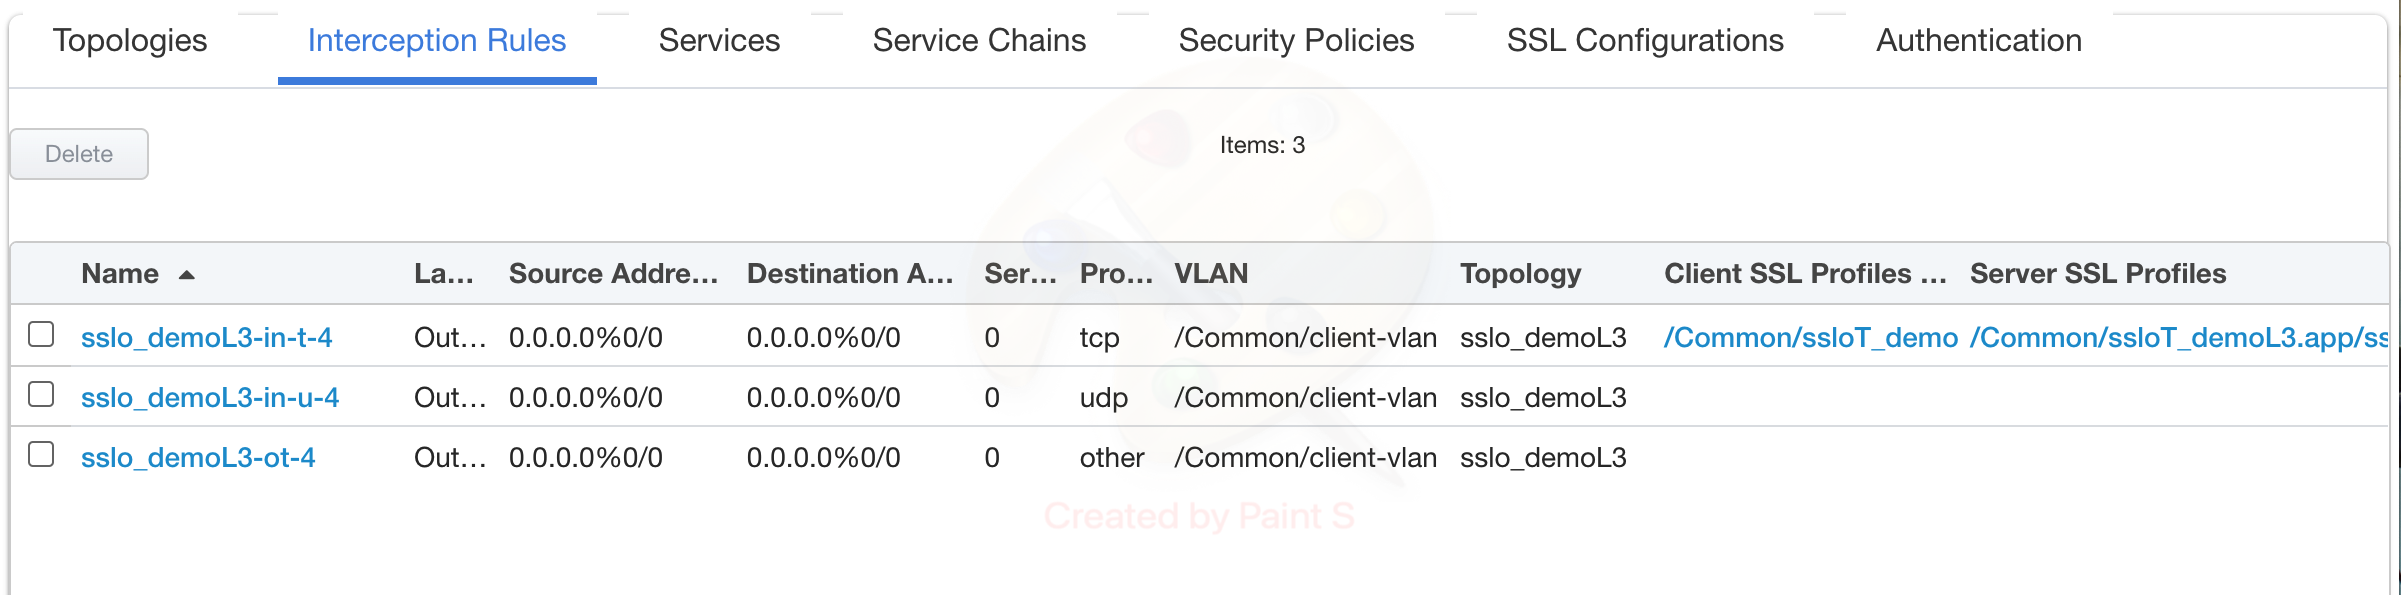 Topologies Interception Rules Services Service Chains Security Policies SSL Configurations Authentication
Delete
Items: 3
Name La... Source Addre... Destination A... Ser... Pro... VLAN Topology Client SSL Profiles ... Server SSL Profiles
sslo_demoL3-in-t-4 Out... 0.0.0.0%0/0 0.0.0.0%0/0 0 tcp /Common/client-vlan sslo_demoL3 /Common/ssloT_demo /Common/ssloT_demoL3.app/ss
sslo_demoL3-in-u-4 Out... 0.0.0.0%0/0 0.0.0.0%0/0 0 udp /Common/client-vlan sslo_demoL3
sslo_demoL3-ot-4 Out... 0.0.0.0%0/0 0.0.0.0%0/0 0 other /Common/client-vlan sslo_demoL3
Created by Paint S